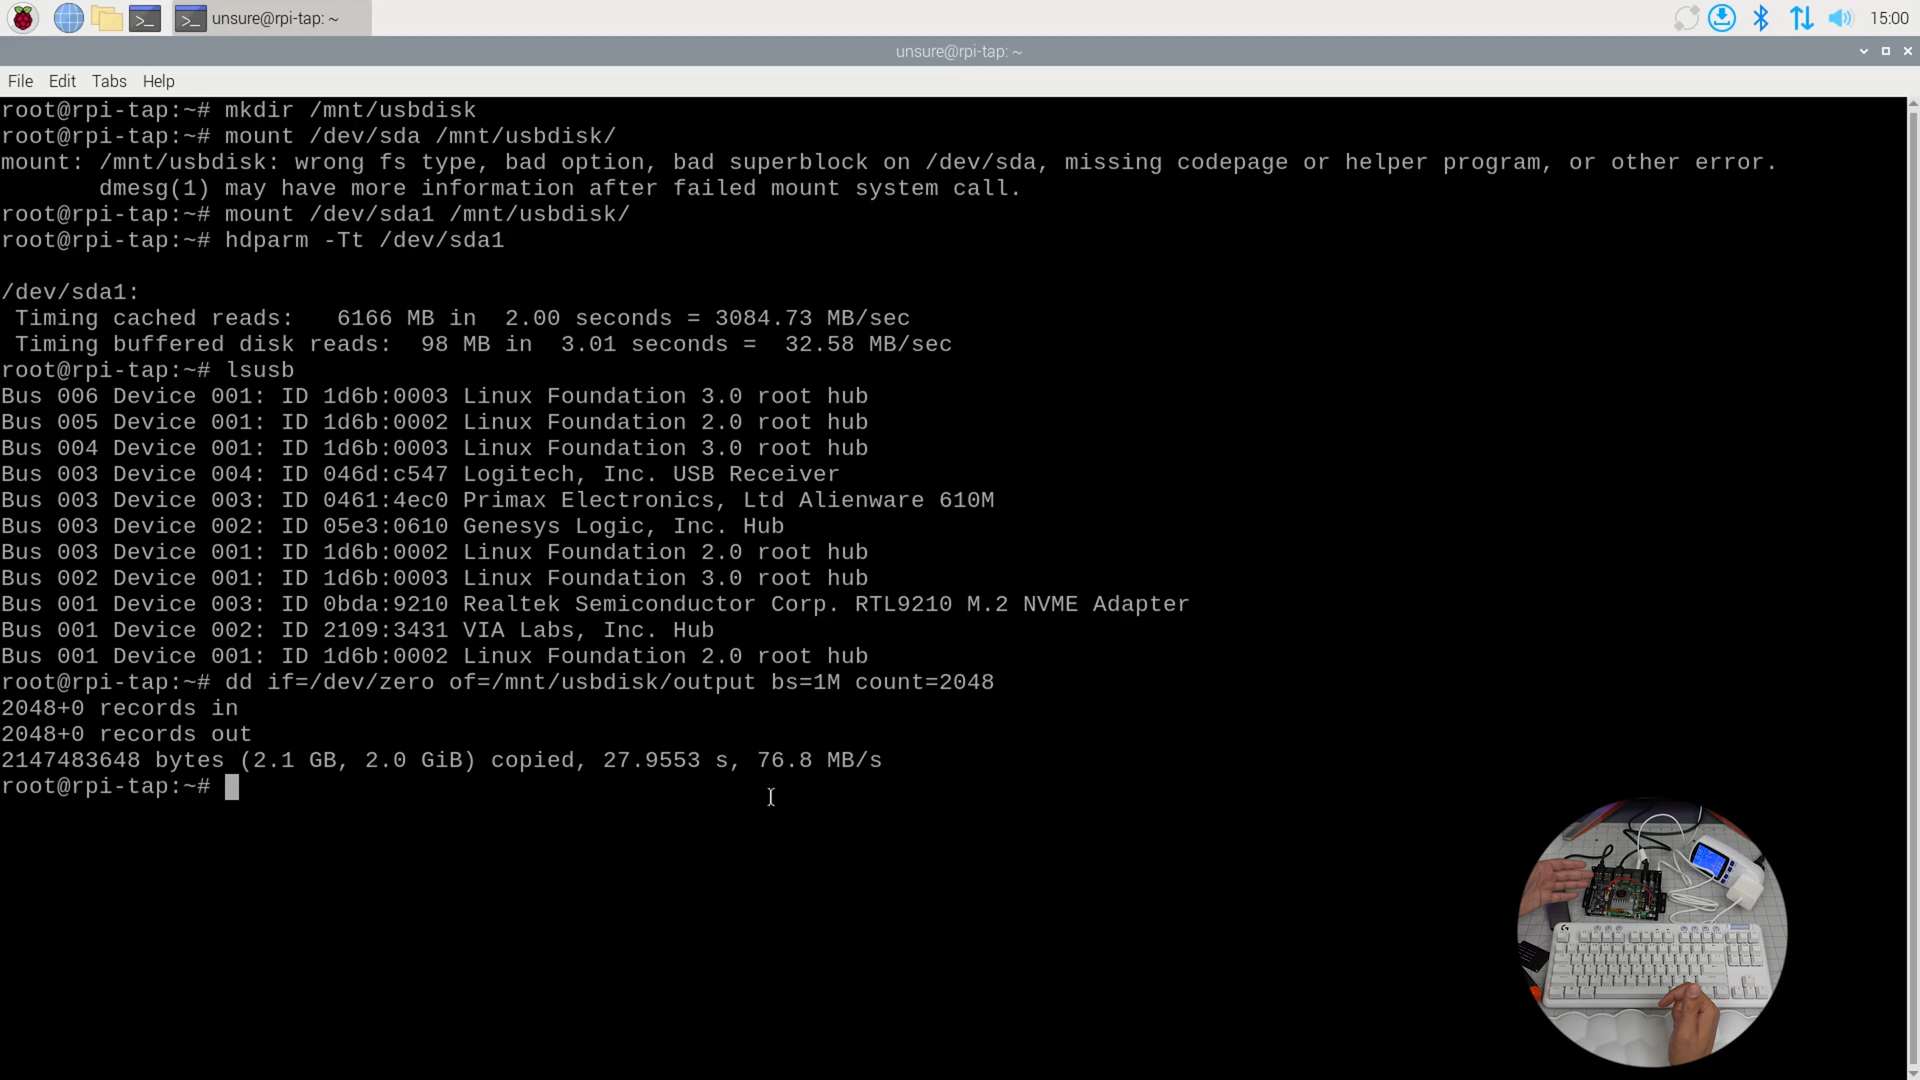 unsure@rpi-tap: ~
15:00
unsure@rpi-tap: ~
File Edit Tabs Help
root@rpi-tap:~# mkdir /mnt/usbdisk
root@rpi-tap:~# mount /dev/sda /mnt/usbdisk/
mount: /mnt/usbdisk: wrong fs type, bad option, bad superblock on /dev/sda, missing codepage or helper program, or other error.
       dmesg(1) may have more information after failed mount system call.
root@rpi-tap:~# mount /dev/sda1 /mnt/usbdisk/
root@rpi-tap:~# hdparm -Tt /dev/sda1
/dev/sda1:
 Timing cached reads:   6166 MB in  2.00 seconds = 3084.73 MB/sec
 Timing buffered disk reads:  98 MB in  3.01 seconds =  32.58 MB/sec
root@rpi-tap:~# lsusb
Bus 006 Device 001: ID 1d6b:0003 Linux Foundation 3.0 root hub
Bus 005 Device 001: ID 1d6b:0002 Linux Foundation 2.0 root hub
Bus 004 Device 001: ID 1d6b:0003 Linux Foundation 3.0 root hub
Bus 003 Device 004: ID 046d:c547 Logitech, Inc. USB Receiver
Bus 003 Device 003: ID 0461:4ec0 Primax Electronics, Ltd Alienware 610M
Bus 003 Device 002: ID 05e3:0610 Genesys Logic, Inc. Hub
Bus 003 Device 001: ID 1d6b:0002 Linux Foundation 2.0 root hub
Bus 002 Device 001: ID 1d6b:0003 Linux Foundation 3.0 root hub
Bus 001 Device 003: ID 0bda:9210 Realtek Semiconductor Corp. RTL9210 M.2 NVME Adapter
Bus 001 Device 002: ID 2109:3431 VIA Labs, Inc. Hub
Bus 001 Device 001: ID 1d6b:0002 Linux Foundation 2.0 root hub
root@rpi-tap:~# dd if=/dev/zero of=/mnt/usbdisk/output bs=1M count=2048
2048+0 records in
2048+0 records out
2147483648 bytes (2.1 GB, 2.0 GiB) copied, 27.9553 s, 76.8 MB/s
root@rpi-tap:~#